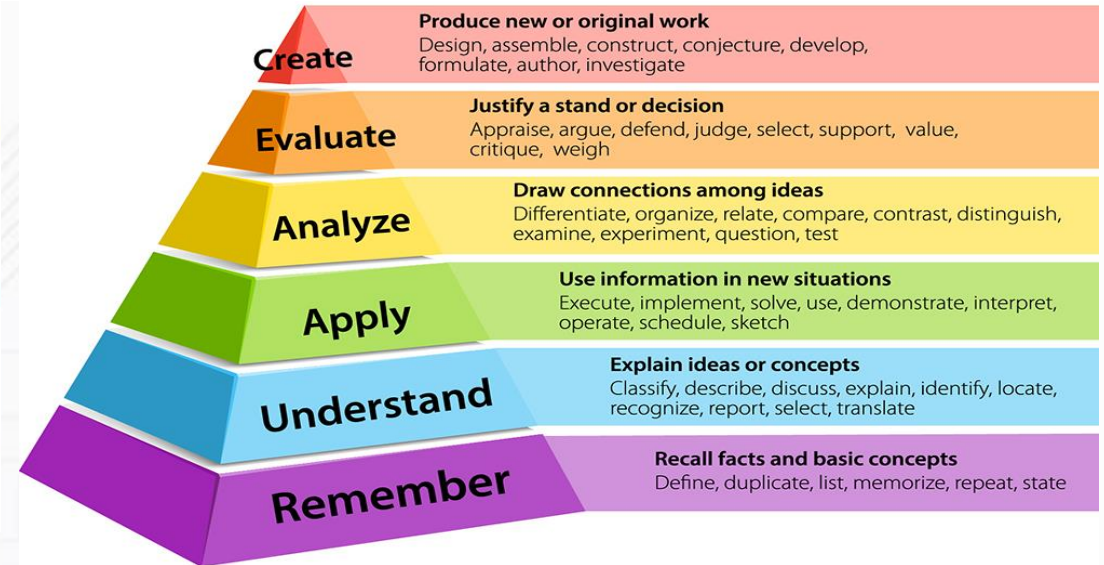 Create
Produce new or original work
Design, assemble, construct, conjecture, develop,
formulate, author, investigate
Evaluate
Justify a stand or decision
Appraise, argue, defend, judge, select, support, value,
critique, weigh
Analyze
Draw connections among ideas
Differentiate, organize, relate, compare, contrast, distinguish,
examine, experiment, question, test
Apply
Use information in new situations
Execute, implement, solve, use, demonstrate, interpret,
operate, schedule, sketch
Understand
Explain ideas or concepts
Classify, describe, discuss, explain, identify, locate,
recognize, report, select, translate
Remember
Recall facts and basic concepts
Define, duplicate, list, memorize, repeat, state